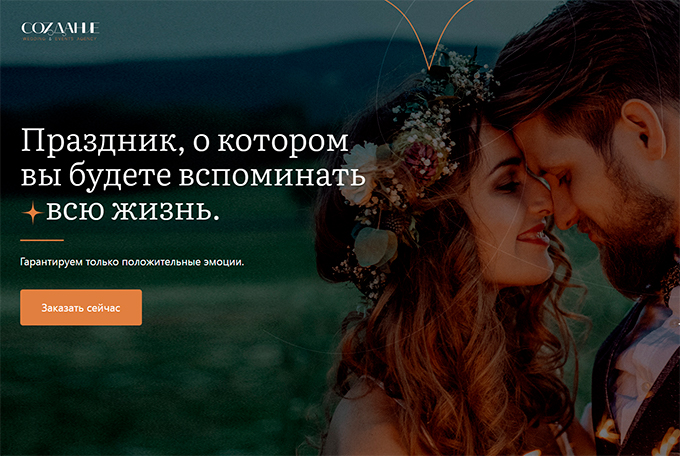 СОЗДАНИЕ
WEDDING & EVENTS AGENCY
Праздник, о котором
вы будете вспоминать
всю жизнь.
Гарантируем только положительные эмоции.
Заказать сейчас